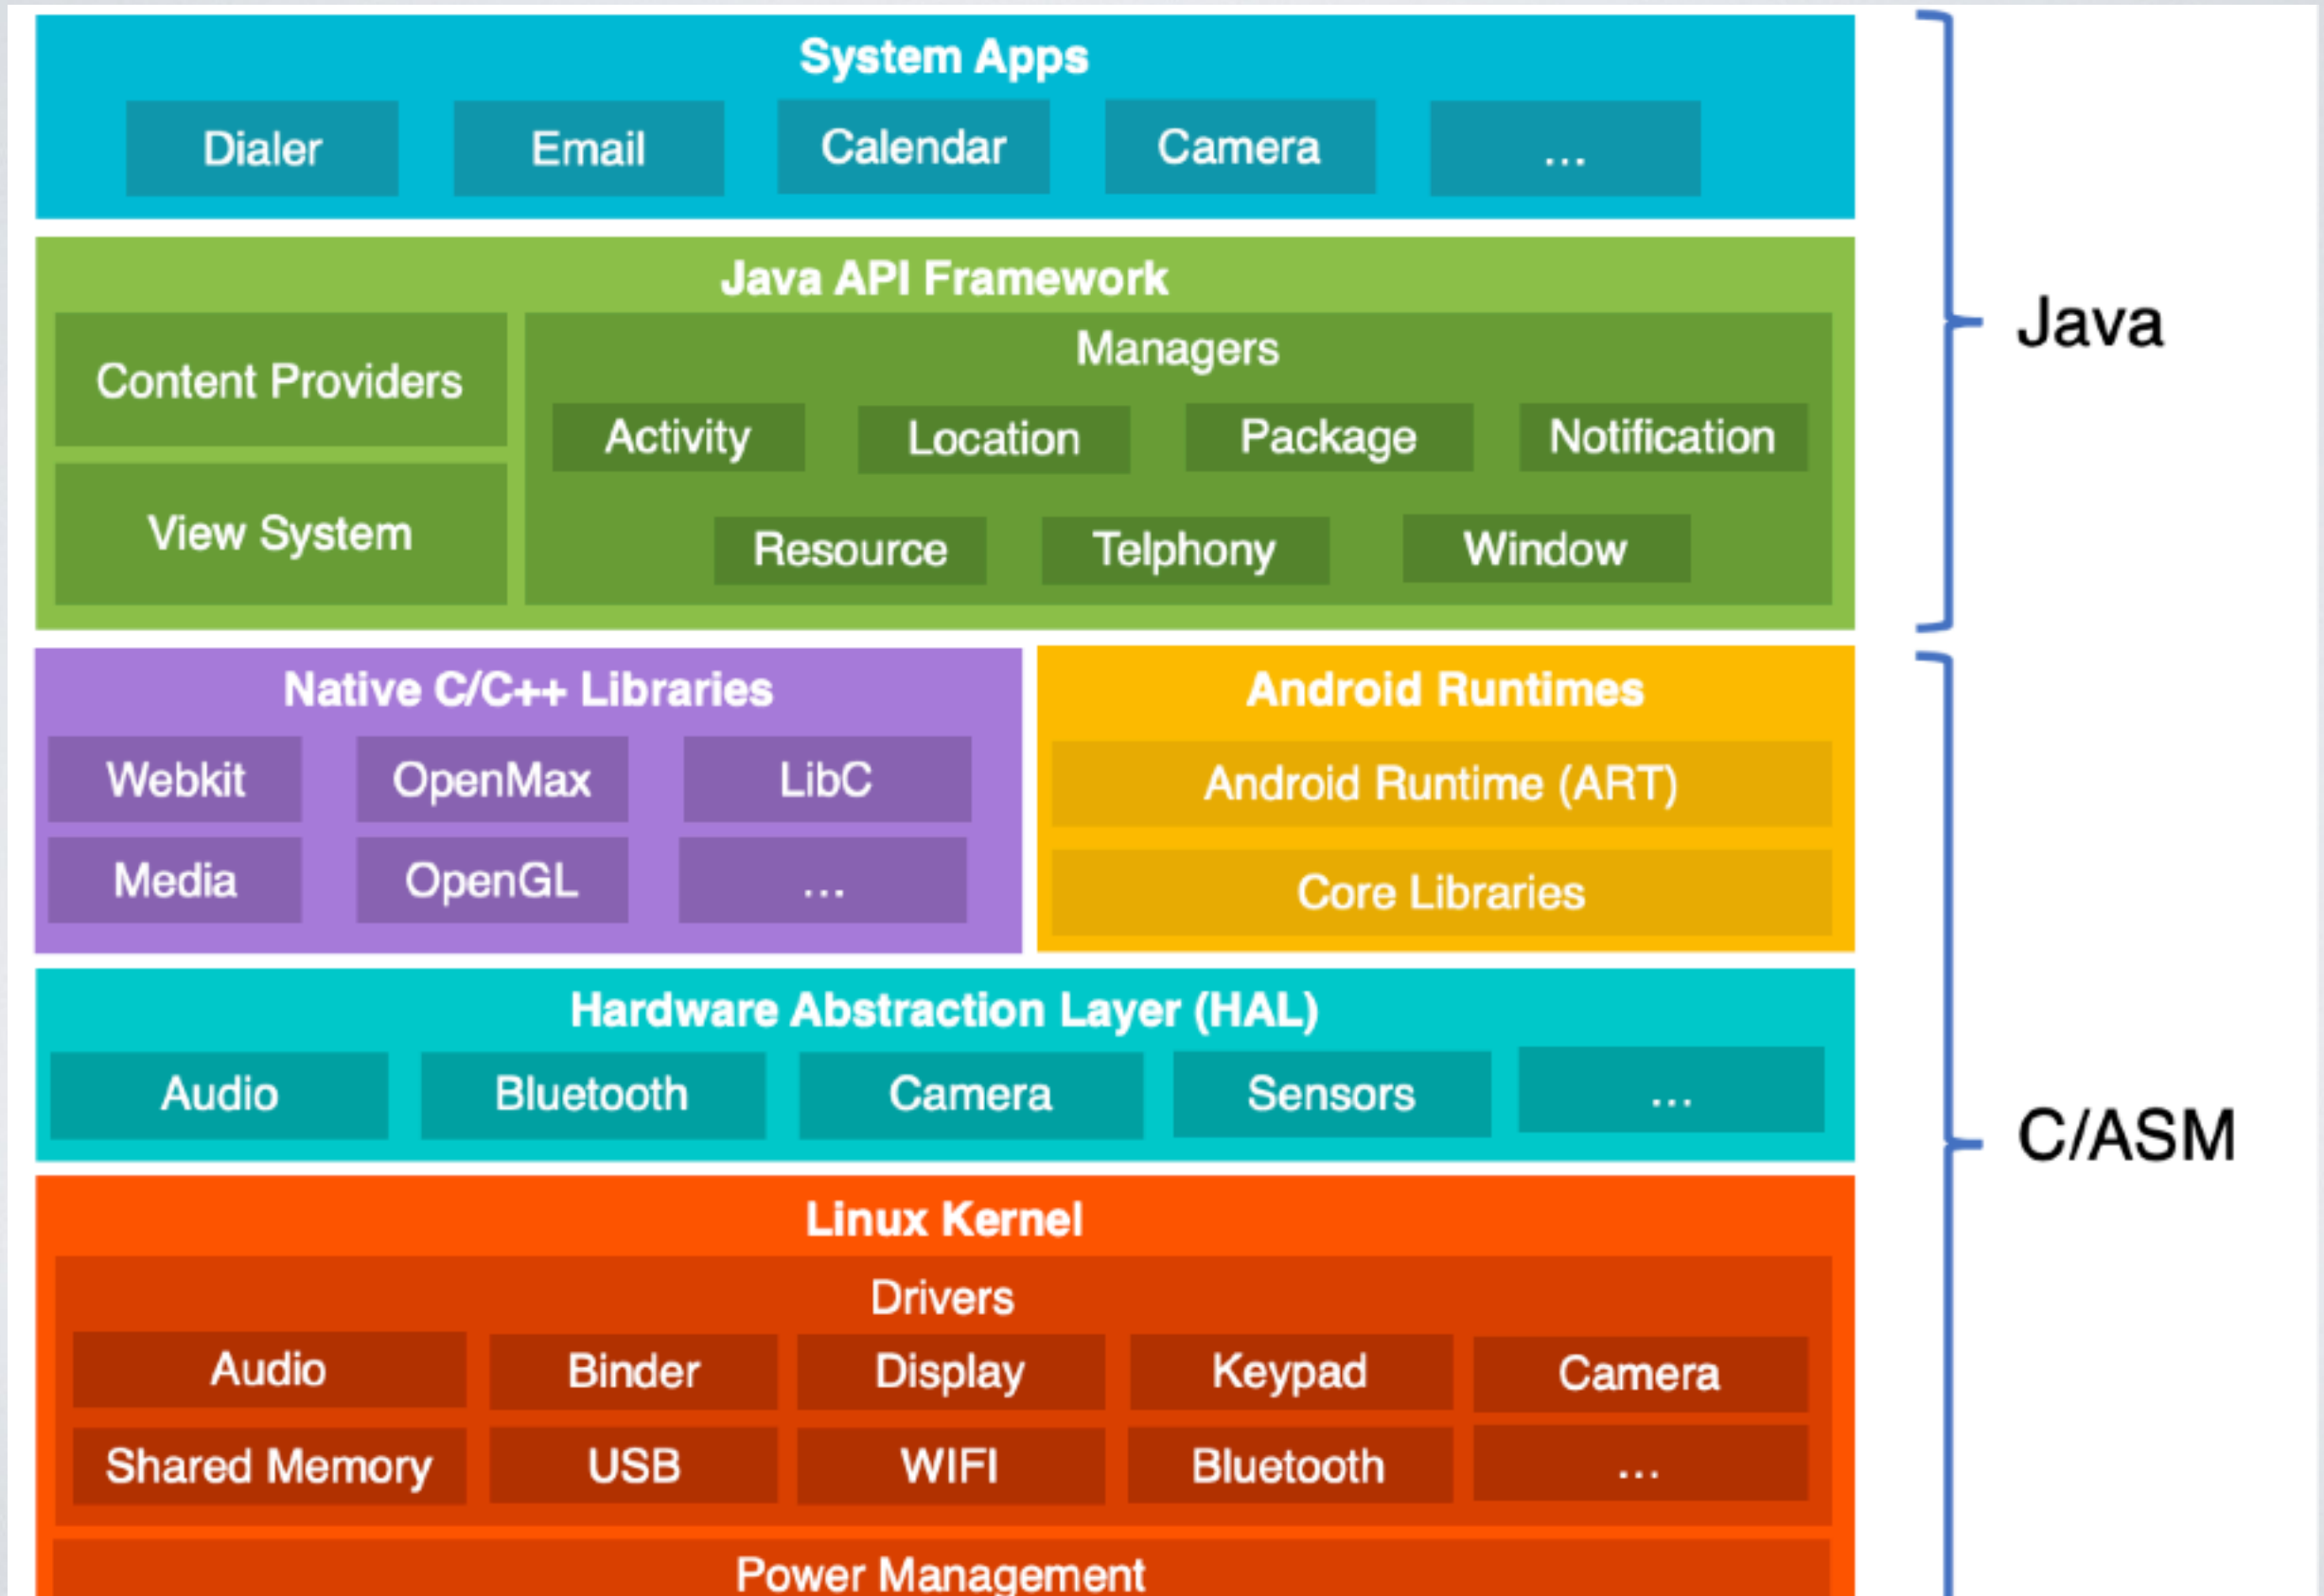 System Apps
Dialer Email Calendar Camera ...
Java API Framework
Content Providers
View System
Managers
Activity Location Package Notification
Resource Telphony Window
Java
Native C/C++ Libraries
Webkit OpenMax LibC
Media OpenGL ...
Android Runtimes
Android Runtime (ART)
Core Libraries
Hardware Abstraction Layer (HAL)
Audio Bluetooth Camera Sensors ...
Linux Kernel
Drivers
Audio Binder Display Keypad Camera
Shared Memory USB WIFI Bluetooth ...
Power Management
C/ASM